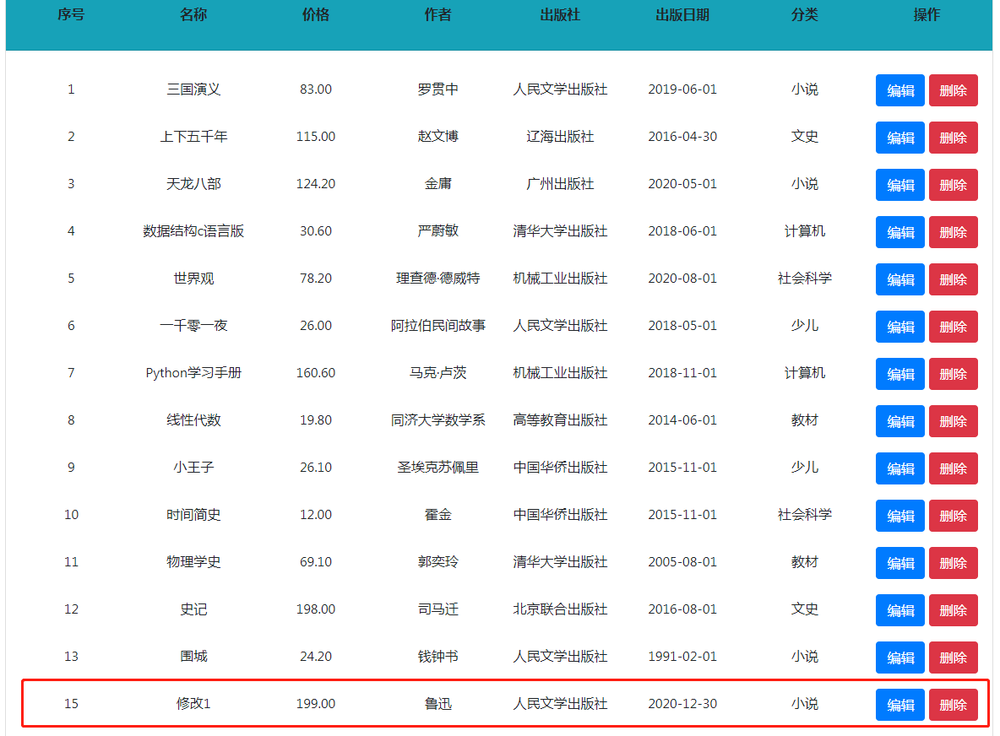 序号 名称 价格 作者 出版社 出版日期 分类 操作
1 三国演义 83.00 罗贯中 人民文学出版社 2019-06-01 小说 编辑 删除
2 上下五千年 115.00 赵文博 辽海出版社 2016-04-30 文史 编辑 删除
3 天龙八部 124.20 金庸 广州出版社 2020-05-01 小说 编辑 删除
4 数据结构c语言版 30.60 严蔚敏 清华大学出版社 2018-06-01 计算机 编辑 删除
5 世界观 78.20 理查德·德威特 机械工业出版社 2020-08-01 社会科学 编辑 删除
6 一千零一夜 26.00 阿拉伯民间故事 人民文学出版社 2018-05-01 少儿 编辑 删除
7 Python学习手册 160.60 马克·卢茨 机械工业出版社 2018-11-01 计算机 编辑 删除
8 线性代数 19.80 同济大学数学系 高等教育出版社 2014-06-01 教材 编辑 删除
9 小王子 26.10 圣埃克苏佩里 中国华侨出版社 2015-11-01 少儿 编辑 删除
10 时间简史 12.00 霍金 中国华侨出版社 2015-11-01 社会科学 编辑 删除
11 物理学史 69.10 郭奕玲 清华大学出版社 2005-08-01 教材 编辑 删除
12 史记 198.00 司马迁 北京联合出版社 2016-08-01 文史 编辑 删除
13 围城 24.20 钱钟书 人民文学出版社 1991-02-01 小说 编辑 删除
15 修改1 199.00 鲁迅 人民文学出版社 2020-12-30 小说 编辑 删除